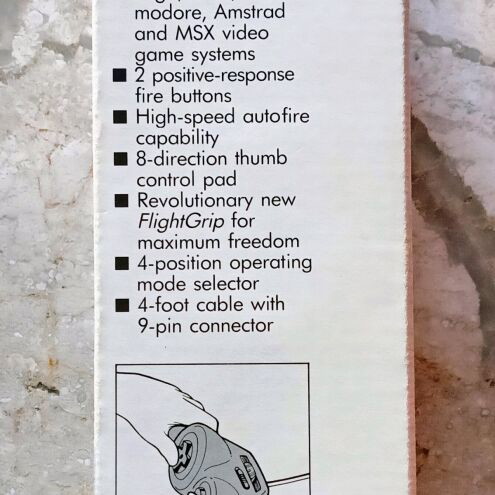 modore, Amstrad
and MSX video
game systems
■ 2 positive-response
fire buttons
■ High-speed autofire
capability
■ 8-direction thumb
control pad
■ Revolutionary new
FlightGrip for
maximum freedom
■ 4-position operating
mode selector
■ 4-foot cable with
9-pin connector